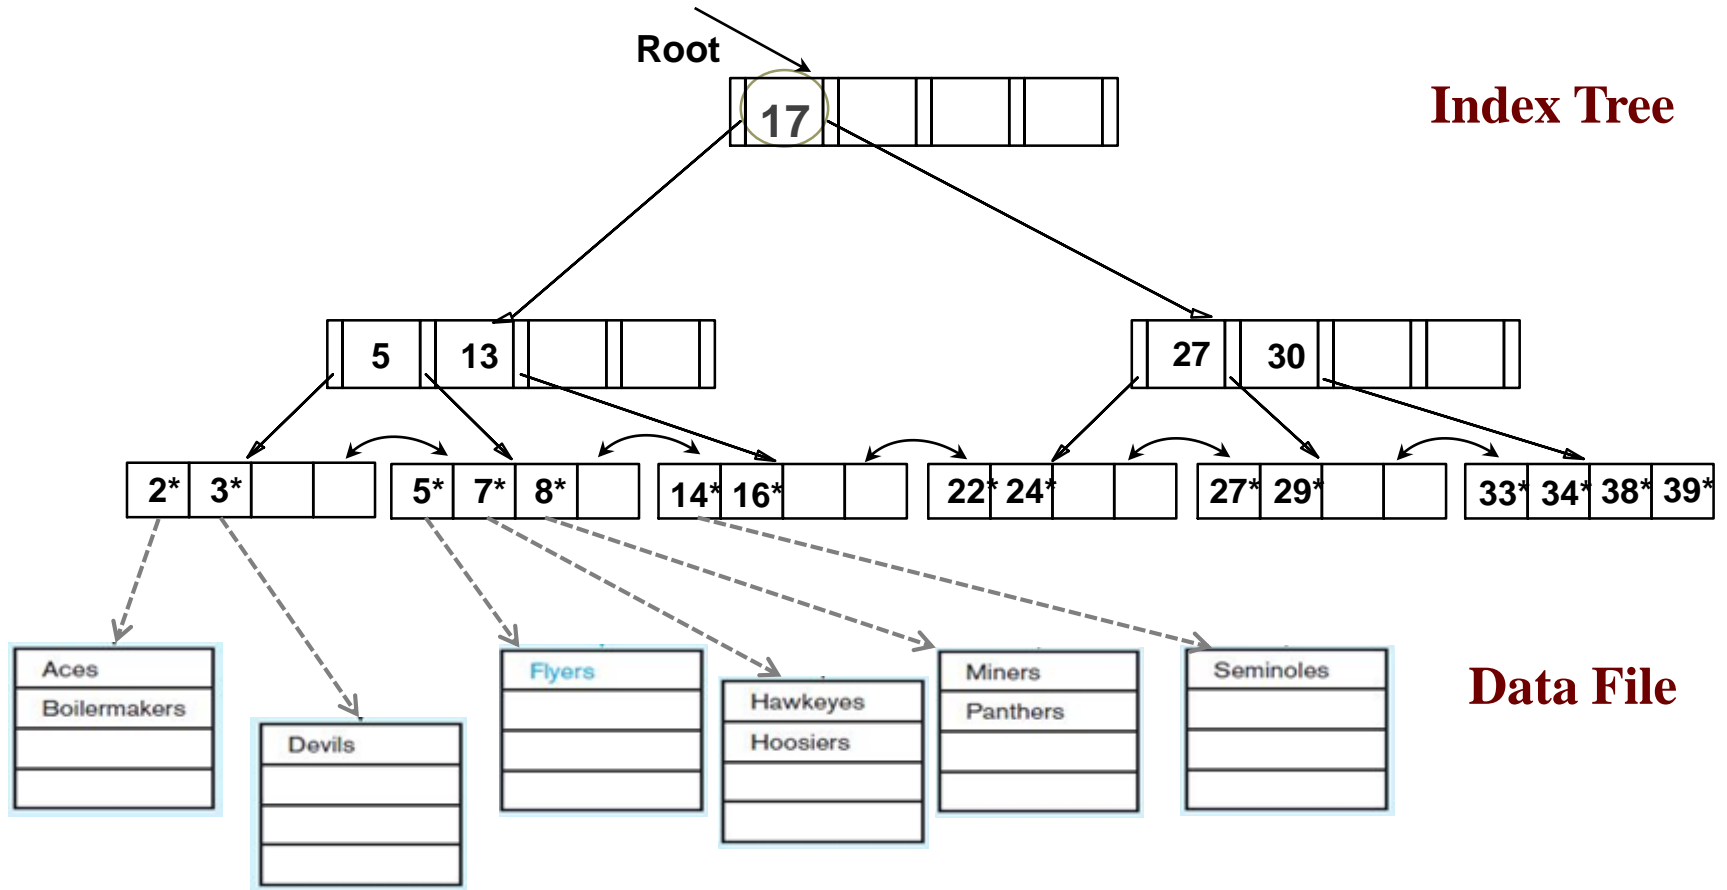 Root
Index Tree
17
5 13
27 30
2* 3*
5* 7* 8*
14* 16*
22* 24*
27* 29*
33* 34* 38* 39*
Aces
Boilermakers
Devils
Flyers
Hawkeyes
Hoosiers
Miners
Panthers
Seminoles
Data File